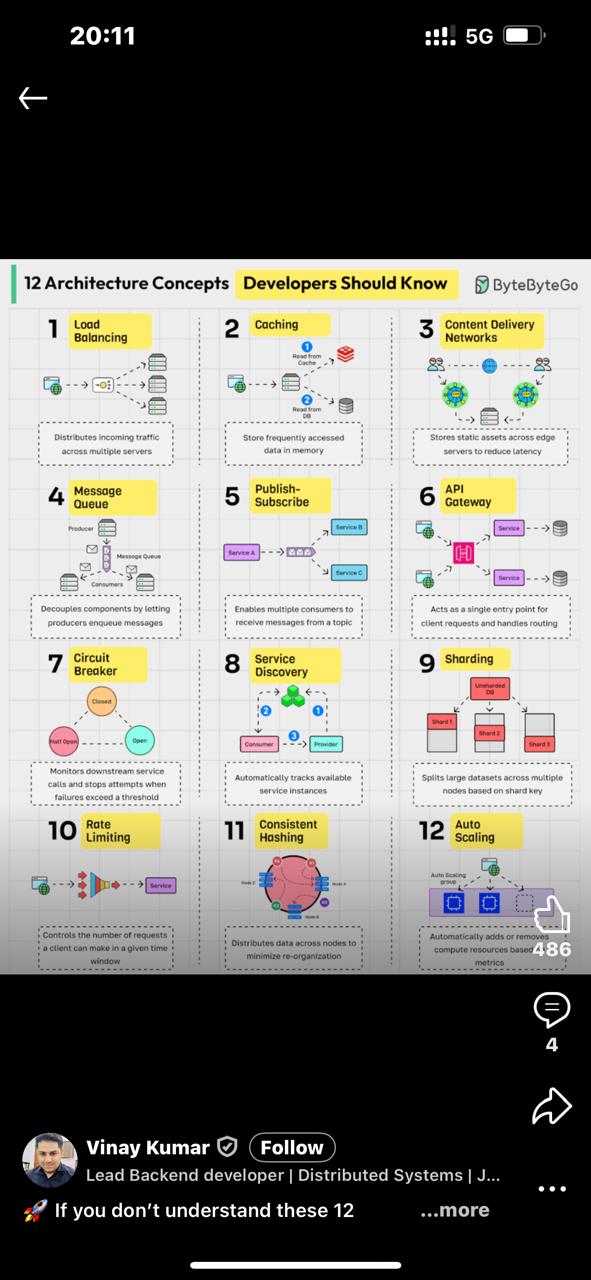 20:11
5G
12 Architecture Concepts Developers Should Know
ByteByteGo
1 Load
Balancing
Distributes incoming traffic
across multiple servers
2 Caching
1
Read from
Cache
2
Read from
DB
Store frequently accessed
data in memory
3 Content Delivery
Networks
Stores static assets across edge
servers to reduce latency
4 Message
Queue
Producer
Message Queue
Consumers
Decouples components by letting
producers enqueue messages
5 Publish-
Subscribe
Service A
Service B
Service C
Enables multiple consumers to
receive messages from a topic
6 API
Gateway
Service
Service
Acts as a single entry point for
client requests and handles routing
7 Circuit
Breaker
Closed
Half Open
Open
Monitors downstream service
calls and stops attempts when
failures exceed a threshold
8 Service
Discovery
2
1
3
Consumer
Provider
Automatically tracks available
service instances
9 Sharding
Unsharded
DB
Shard 1
Shard 2
Shard 3
Splits large datasets across multiple
nodes based on shard key
10 Rate
Limiting
Service
Controls the number of requests
a client can make in a given time
window
11 Consistent
Hashing
Node C
Node A
Node B
Distributes data across nodes to
minimize re-organization
12 Auto
Scaling
Auto Scaling
group
Automatically adds or removes
compute resources based
metrics
486
4
Vinay Kumar
Follow
Lead Backend developer | Distributed Systems | J...
🚀 If you don’t understand these 12 ...more